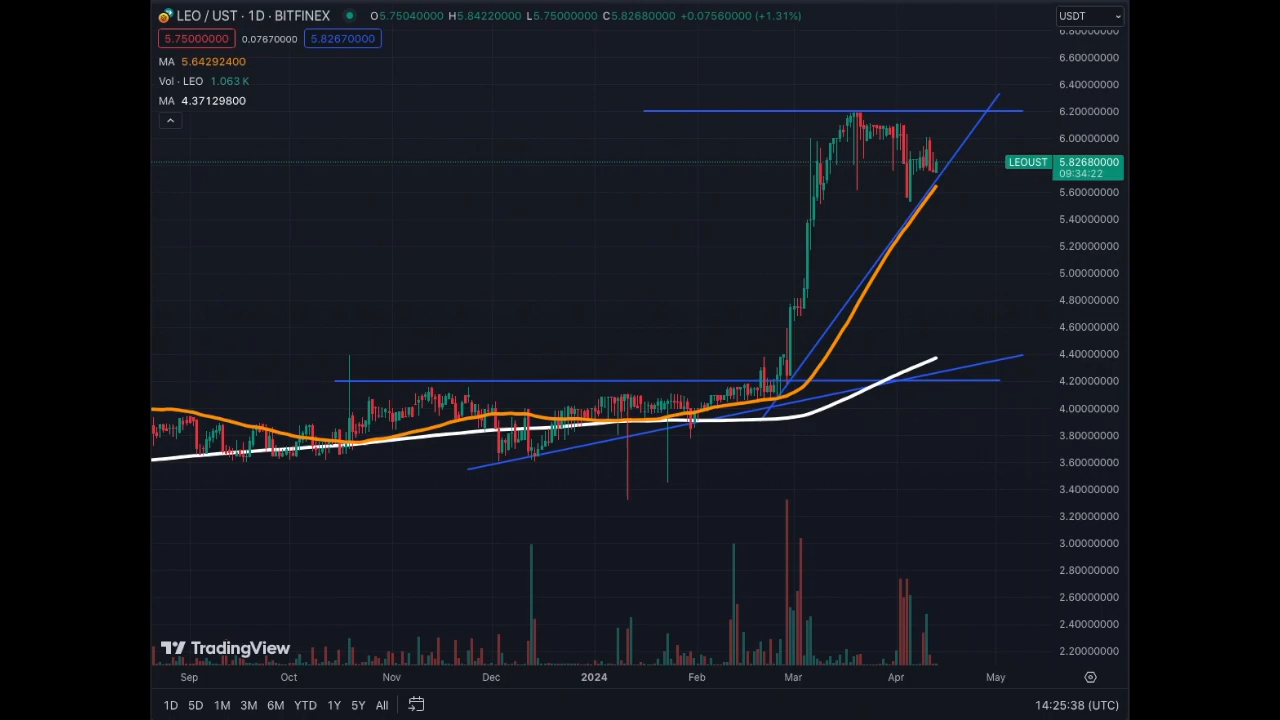 LEO / UST · 1D · BITFINEX O5.75040000 H5.84220000 L5.75000000 C5.82680000 +0.07560000 (+1.31%) USDT
5.75000000 0.07670000 5.82670000
MA 5.64292400
Vol · LEO 1.063 K
MA 4.37129800
6.80000000
6.60000000
6.40000000
6.20000000
6.00000000
LEOUST 5.82680000
09:34:22
5.60000000
5.40000000
5.20000000
5.00000000
4.80000000
4.60000000
4.40000000
4.20000000
4.00000000
3.80000000
3.60000000
3.40000000
3.20000000
3.00000000
2.80000000
2.60000000
2.40000000
2.20000000
TradingView
Sep Oct Nov Dec 2024 Feb Mar Apr May
1D 5D 1M 3M 6M YTD 1Y 5Y All 14:25:38 (UTC)